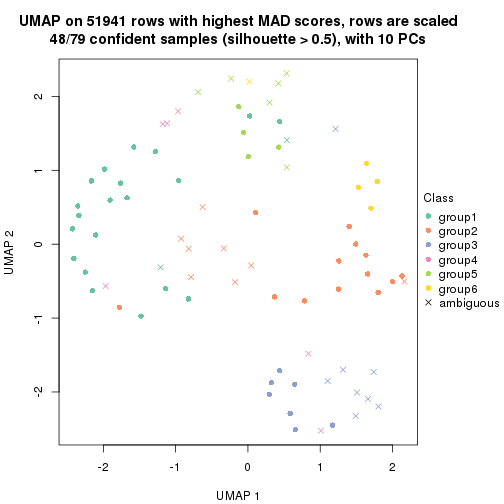 UMAP on 51941 rows with highest MAD scores, rows are scaled
48/79 confident samples (silhouette > 0.5), with 10 PCs
2
1
0
-1
-2
UMAP 2
-2
-1
0
1
2
UMAP 1
Class
group1
group2
group3
group4
group5
group6
ambiguous